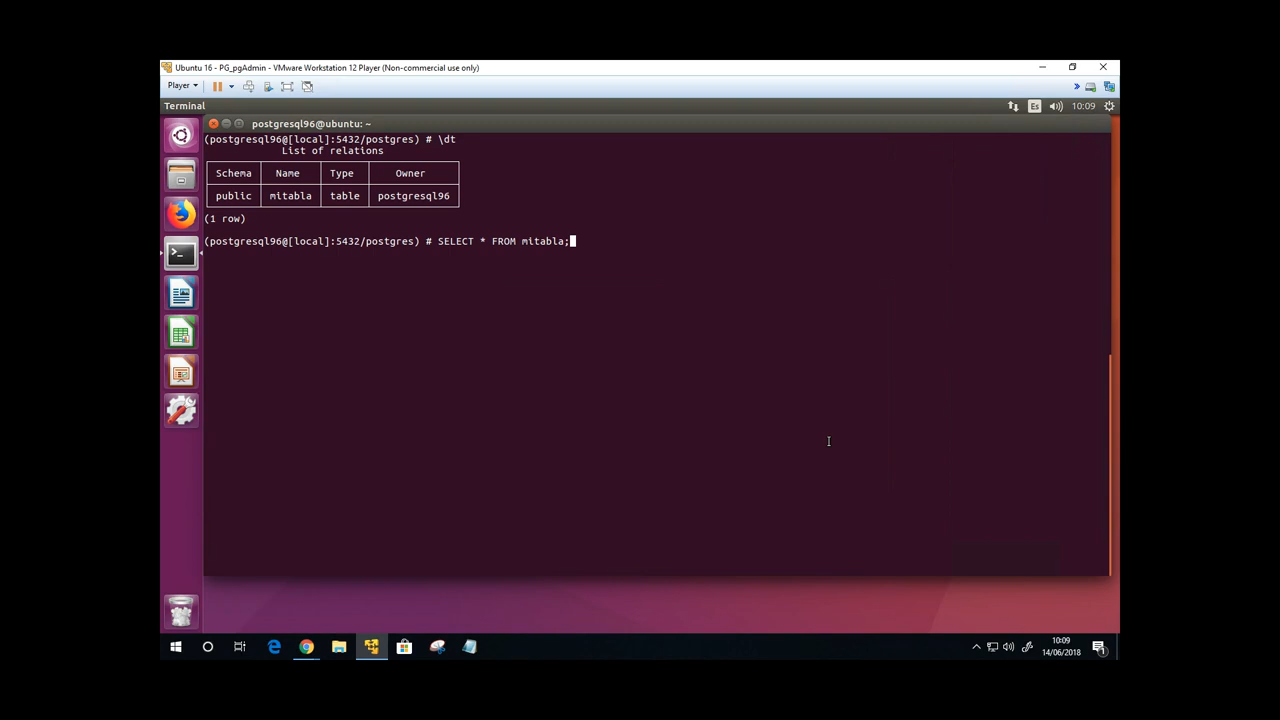 Ubuntu 16 - PG_pgAdmin - VMware Workstation 12 Player (Non-commercial use only)
Player
Terminal
Es
10:09
postgresql96@ubuntu: ~
(postgresql96@[local]:5432/postgres) # \dt
List of relations
Schema Name Type Owner
public mitabla table postgresql96
(1 row)
(postgresql96@[local]:5432/postgres) # SELECT * FROM mitabla;
10:09
14/06/2018
1